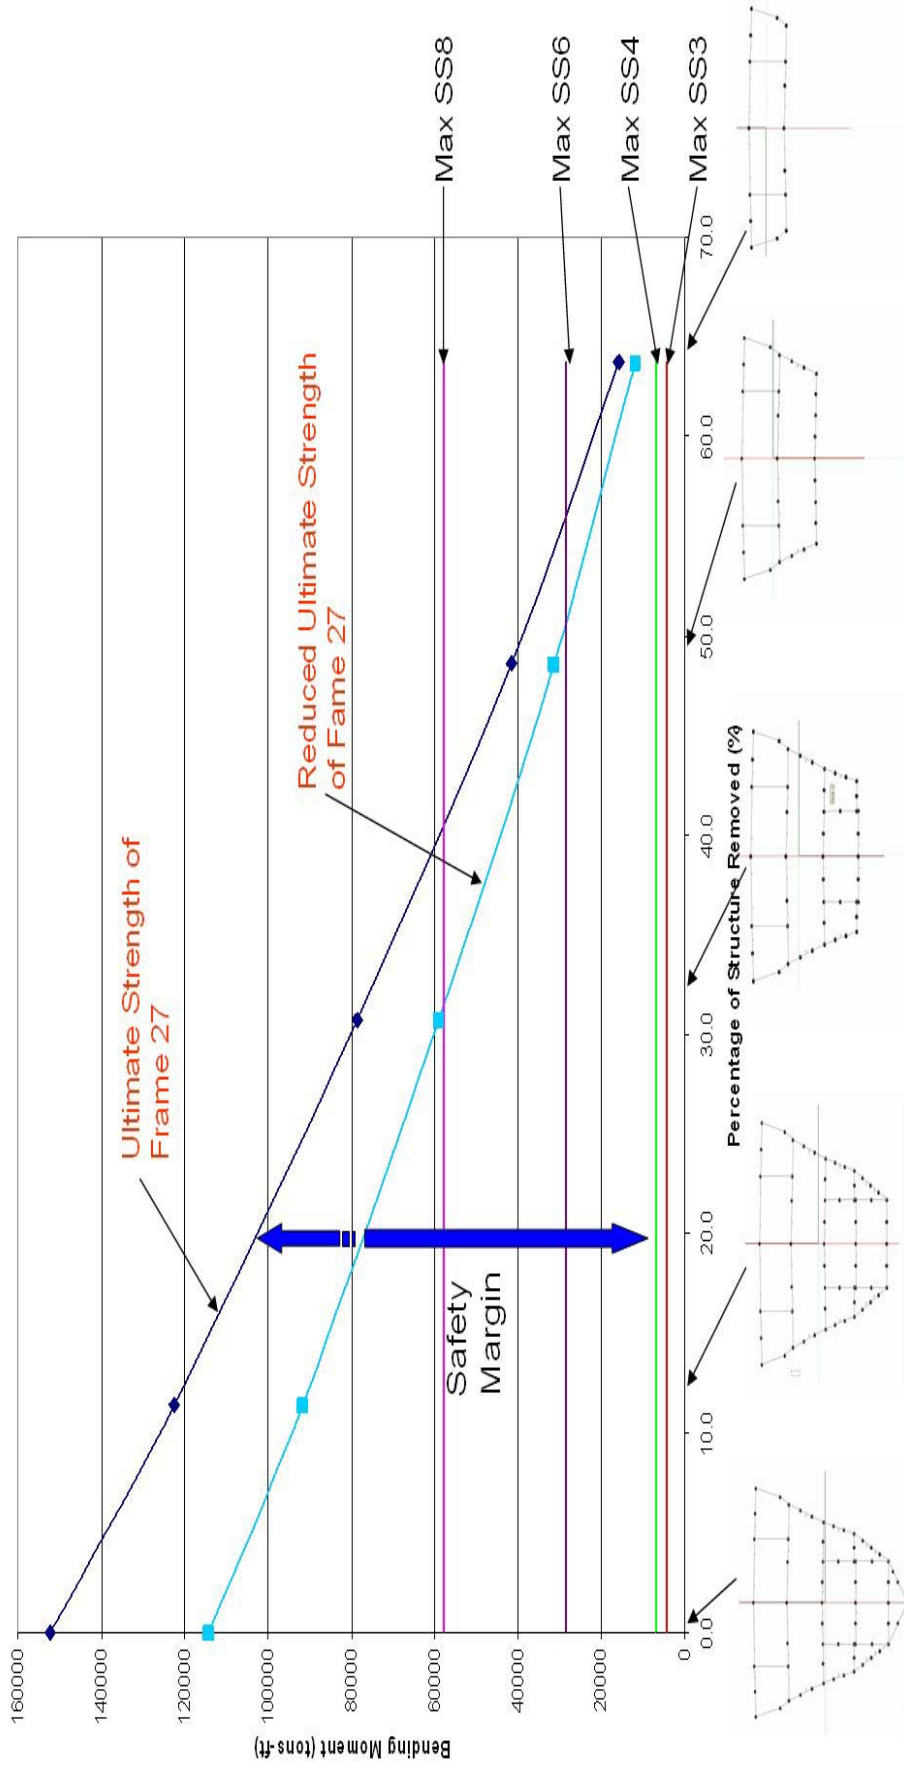 160000
140000
120000
100000
80000
60000
40000
20000
0
Bending Moment (tons-ft)
0.0
10.0
20.0
30.0
40.0
50.0
60.0
70.0
Percentage of Structure Removed (%)
Ultimate Strength of
Frame 27
Reduced Ultimate Strength
of Fame 27
Safety
Margin
Max SS8
Max SS6
Max SS4
Max SS3